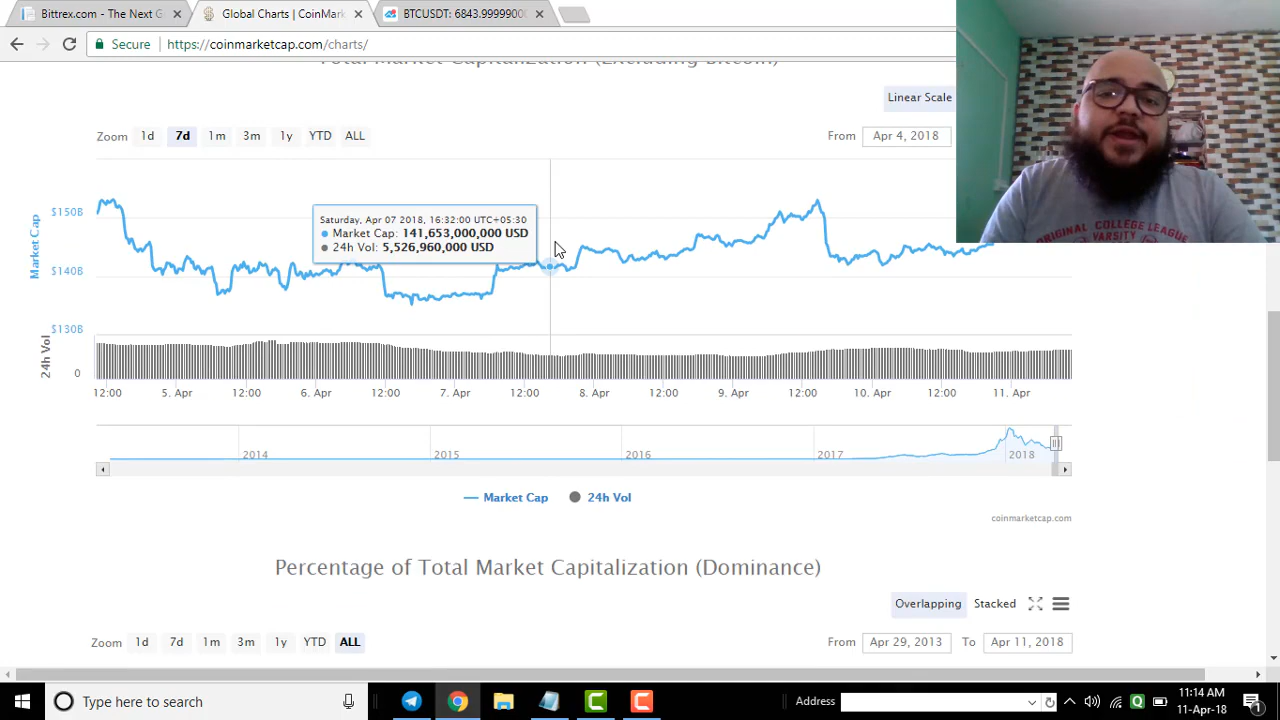 Bittrex.com - The Next G
Global Charts | CoinMark
BTCUSDT: 6843.99999000
Secure
https://coinmarketcap.com/charts/
Total Market Capitalization (Excluding Bitcoin)
Linear Scale
Zoom 1d 7d 1m 3m 1y YTD ALL
From Apr 4, 2018
Saturday, Apr 07 2018, 16:32:00 UTC+05:30
Market Cap: 141,653,000,000 USD
24h Vol: 5,526,960,000 USD
Market Cap
$150B
$140B
$130B
24h Vol
0
12:00 5. Apr 12:00 6. Apr 12:00 7. Apr 12:00 8. Apr 12:00 9. Apr 12:00 10. Apr 12:00 11. Apr
2014 2015 2016 2017 2018
Market Cap 24h Vol
coinmarketcap.com
Percentage of Total Market Capitalization (Dominance)
Overlapping Stacked
Zoom 1d 7d 1m 3m 1y YTD ALL
From Apr 29, 2013 To Apr 11, 2018
ORIGINAL COLLEGE LEAGUE
VARSITY
Type here to search
Address
11:14 AM
11-Apr-18
1